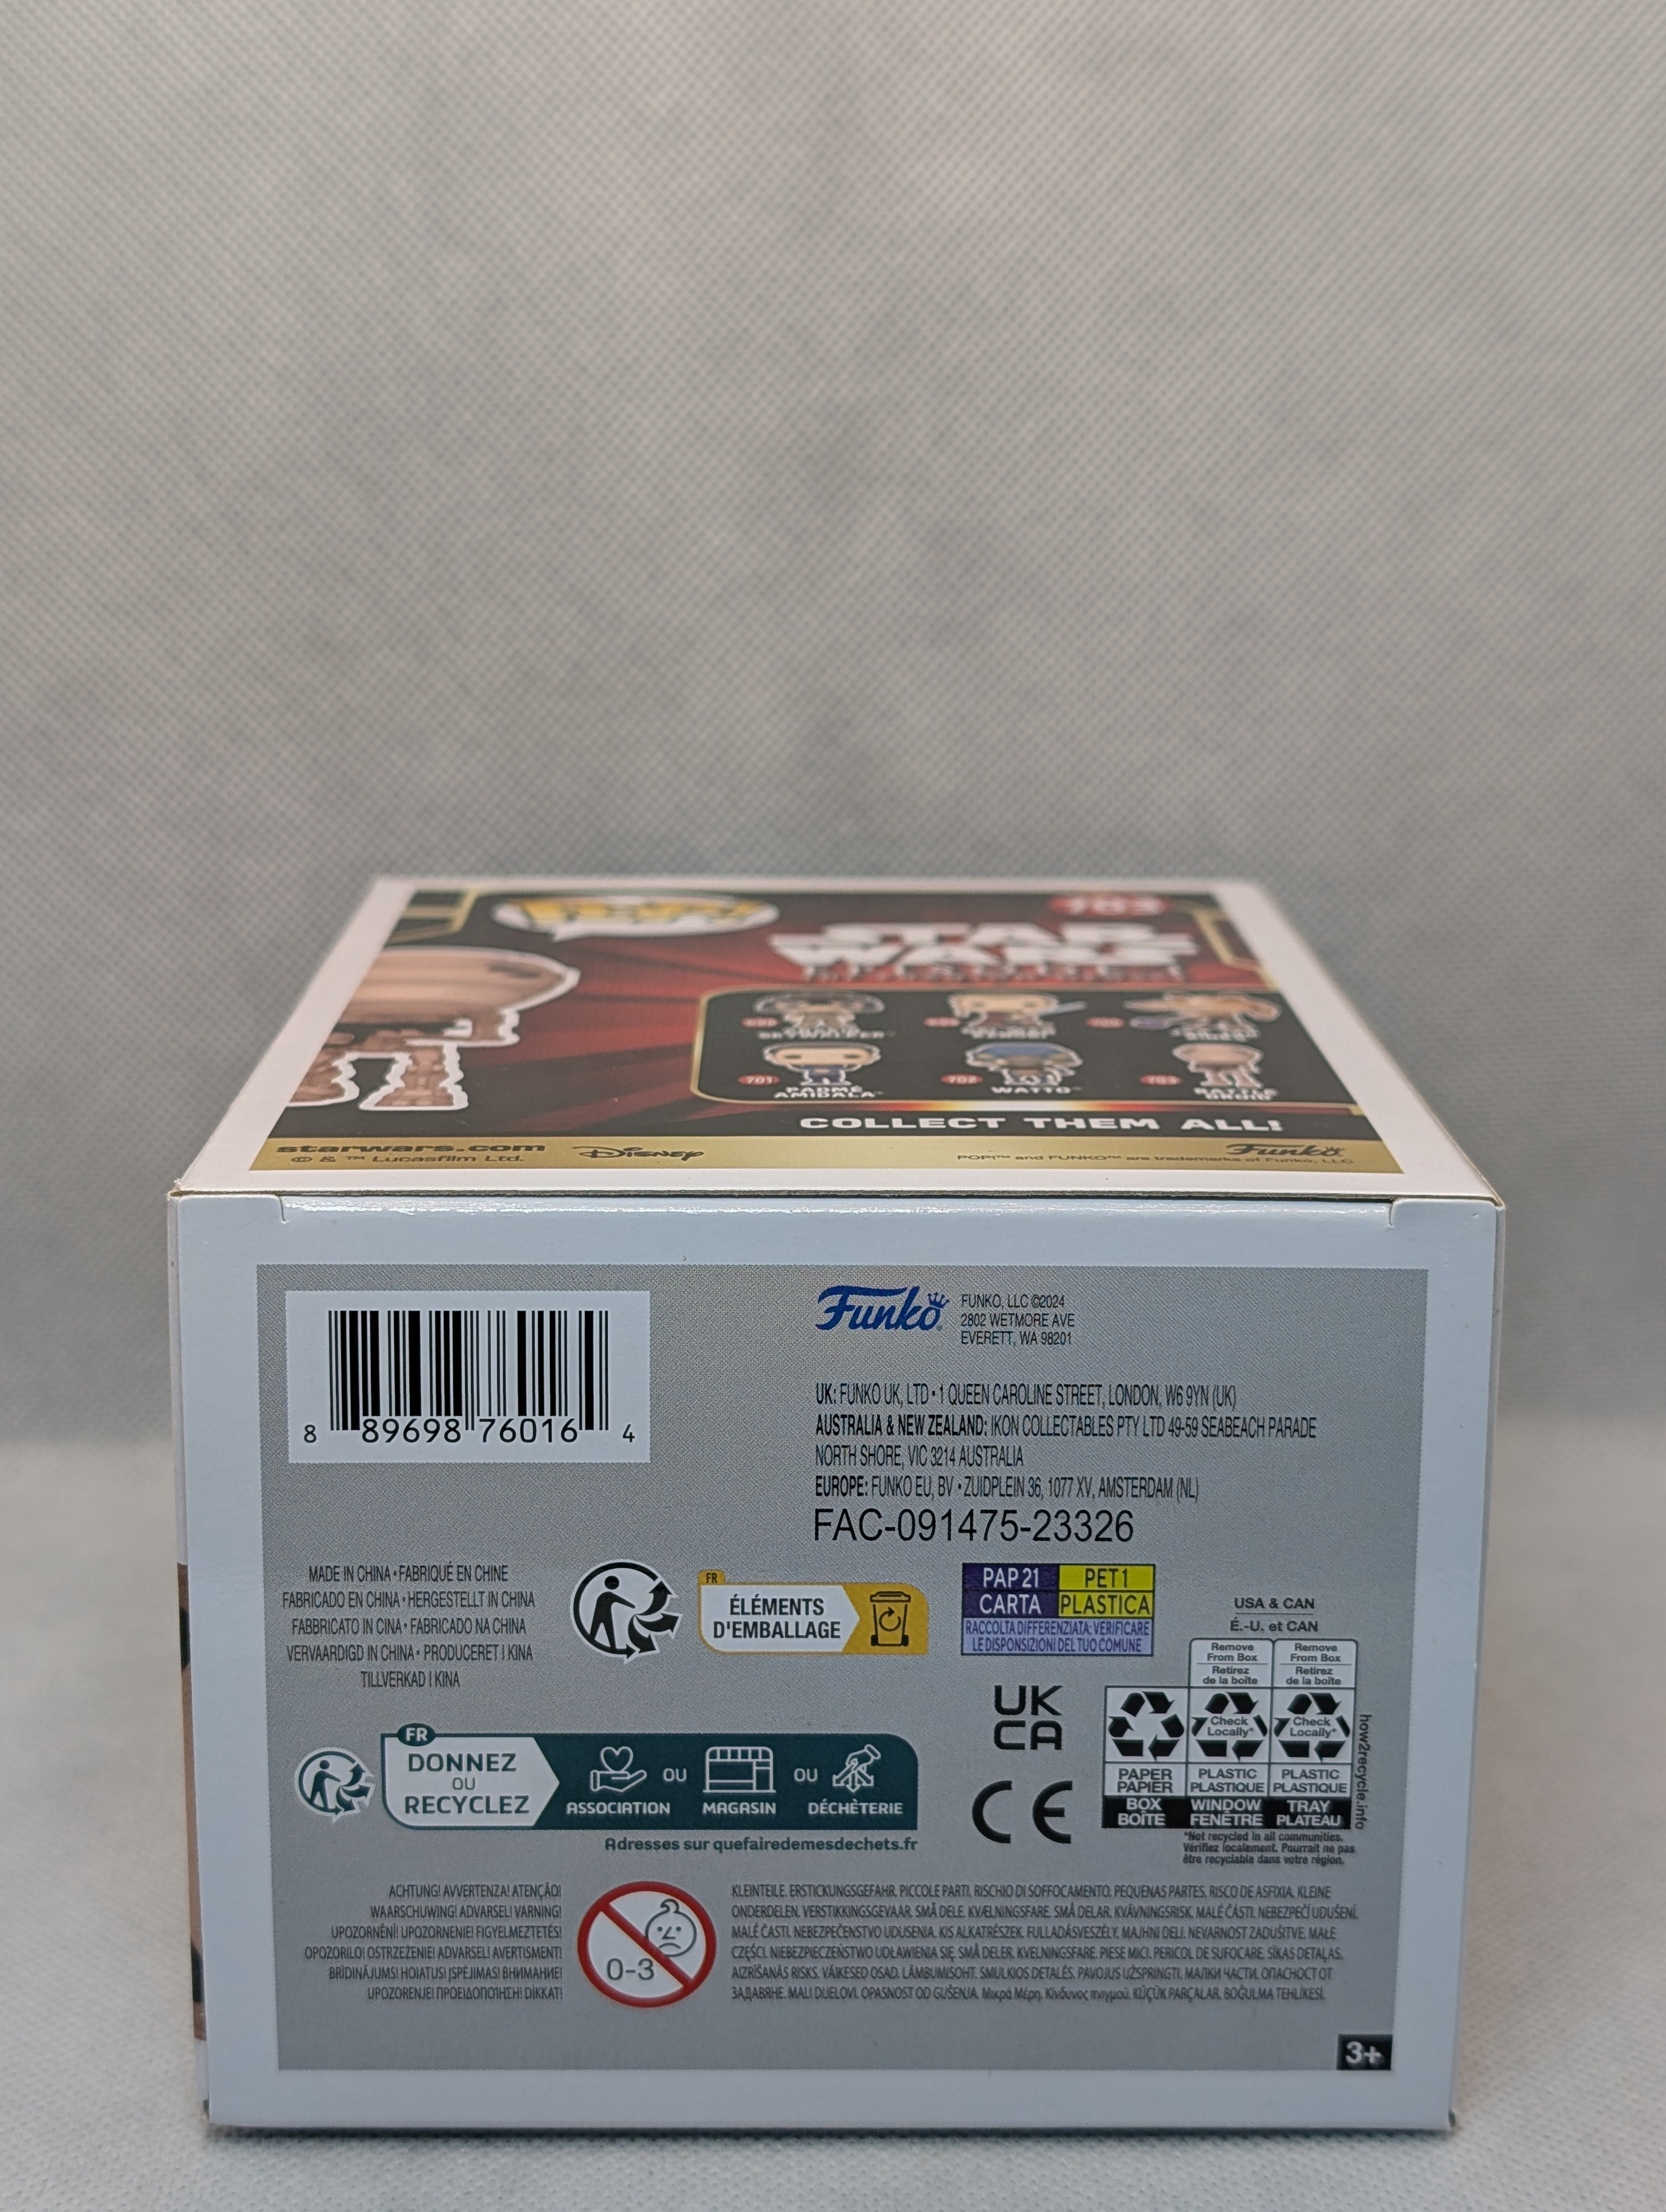 703
STAR
WARS
701
PADMÉ
AMIDALA™
702
WATTO™
703
BATTLE
DROID
COLLECT THEM ALL!
starwars.com
© & ™ Lucasfilm Ltd.
Disney
Funko
POP!™ and FUNKO™ are trademarks of Funko, LLC
8 89698 76016 4
Funko
FUNKO, LLC ©2024
2802 WETMORE AVE
EVERETT, WA 98201
UK: FUNKO UK, LTD • 1 QUEEN CAROLINE STREET, LONDON, W6 9YN (UK)
AUSTRALIA & NEW ZEALAND: IKON COLLECTABLES PTY LTD 49-59 SEABEACH PARADE
NORTH SHORE, VIC 3214 AUSTRALIA
EUROPE: FUNKO EU, BV • ZUIDPLEIN 36, 1077 XV, AMSTERDAM (NL)
FAC-091475-23326
MADE IN CHINA • FABRIQUÉ EN CHINE
FABRICADO EN CHINA • HERGESTELLT IN CHINA
FABBRICATO IN CINA • FABRICADO NA CHINA
VERVAARDIGD IN CHINA • PRODUCERET I KINA
TILLVERKAD I KINA
FR
ÉLÉMENTS
D'EMBALLAGE
PAP 21
CARTA
PET 1
PLASTICA
RACCOLTA DIFFERENZIATA: VERIFICARE
LE DISPONSIZIONI DEL TUO COMUNE
USA & CAN
É.-U. et CAN
Remove
From Box
Retirez
de la boîte
Remove
From Box
Retirez
de la boîte
Check
Locally*
Check
Locally*
PAPER
PAPIER
PLASTIC
PLASTIQUE
PLASTIC
PLASTIQUE
BOX
BOÎTE
WINDOW
FENÊTRE
TRAY
PLATEAU
how2recycle.info
*Not recycled in all communities.
Vérifiez localement. Pourrait ne pas
être recyclable dans votre région.
UK
CA
CE
FR
DONNEZ
OU
RECYCLEZ
ASSOCIATION
OU
MAGASIN
OU
DÉCHÈTERIE
Adresses sur quefairedemesdechets.fr
ACHTUNG! AVVERTENZA! ATENÇÃO!
WAARSCHUWING! ADVARSEL! VARNING!
UPOZORNĚNÍ! UPOZORNENIE! FIGYELMEZTETÉS!
OPOZORILO! OSTRZEŻENIE! ADVARSEL! AVERTISMENT!
BRĪDINĀJUMS! HOIATUS! ĮSPĖJIMAS! ВНИМАНИЕ!
UPOZORENJE! ΠΡΟΕΙΔΟΠΟΙΗΣΗ! DİKKAT!
0-3
KLEINTEILE. ERSTICKUNGSGEFAHR. PICCOLE PARTI. RISCHIO DI SOFFOCAMENTO. PEQUENAS PARTES. RISCO DE ASFIXIA. KLEINE
ONDERDELEN. VERSTIKKINGSGEVAAR. SMÅ DELE. KVÆLNINGSFARE. SMÅ DELAR. KVÄVNINGSRISK. MALÉ ČÁSTI. NEBEZPEČÍ UDUŠENÍ.
MALÉ ČASTI. NEBEZPEČENSTVO UDUSENIA. KIS ALKATRÉSZEK. FULLADÁSVESZÉLY. MAJHNI DELI. NEVARNOST ZADUŠITVE. MAŁE
CZĘŚCI. NIEBEZPIECZEŃSTWO UDŁAWIENIA SIĘ. SMÅ DELER. KVELNINGSFARE. PIESE MICI. PERICOL DE SUFOCARE. SĪKAS DETAĻAS.
AIZRĪŠANĀS RISKS. VÄIKESED OSAD. LÄMBUMISOHT. SMULKIOS DETALĖS. PAVOJUS UŽSPRINGTI. МАЛКИ ЧАСТИ. ОПАСНОСТ ОТ
ЗАДАВЯНЕ. MALI DIJELOVI. OPASNOST OD GUŠENJA. Μικρά Μέρη. Κίνδυνος πνιγμού. KÜÇÜK PARÇALAR. BOĞULMA TEHLİKESİ.
3+